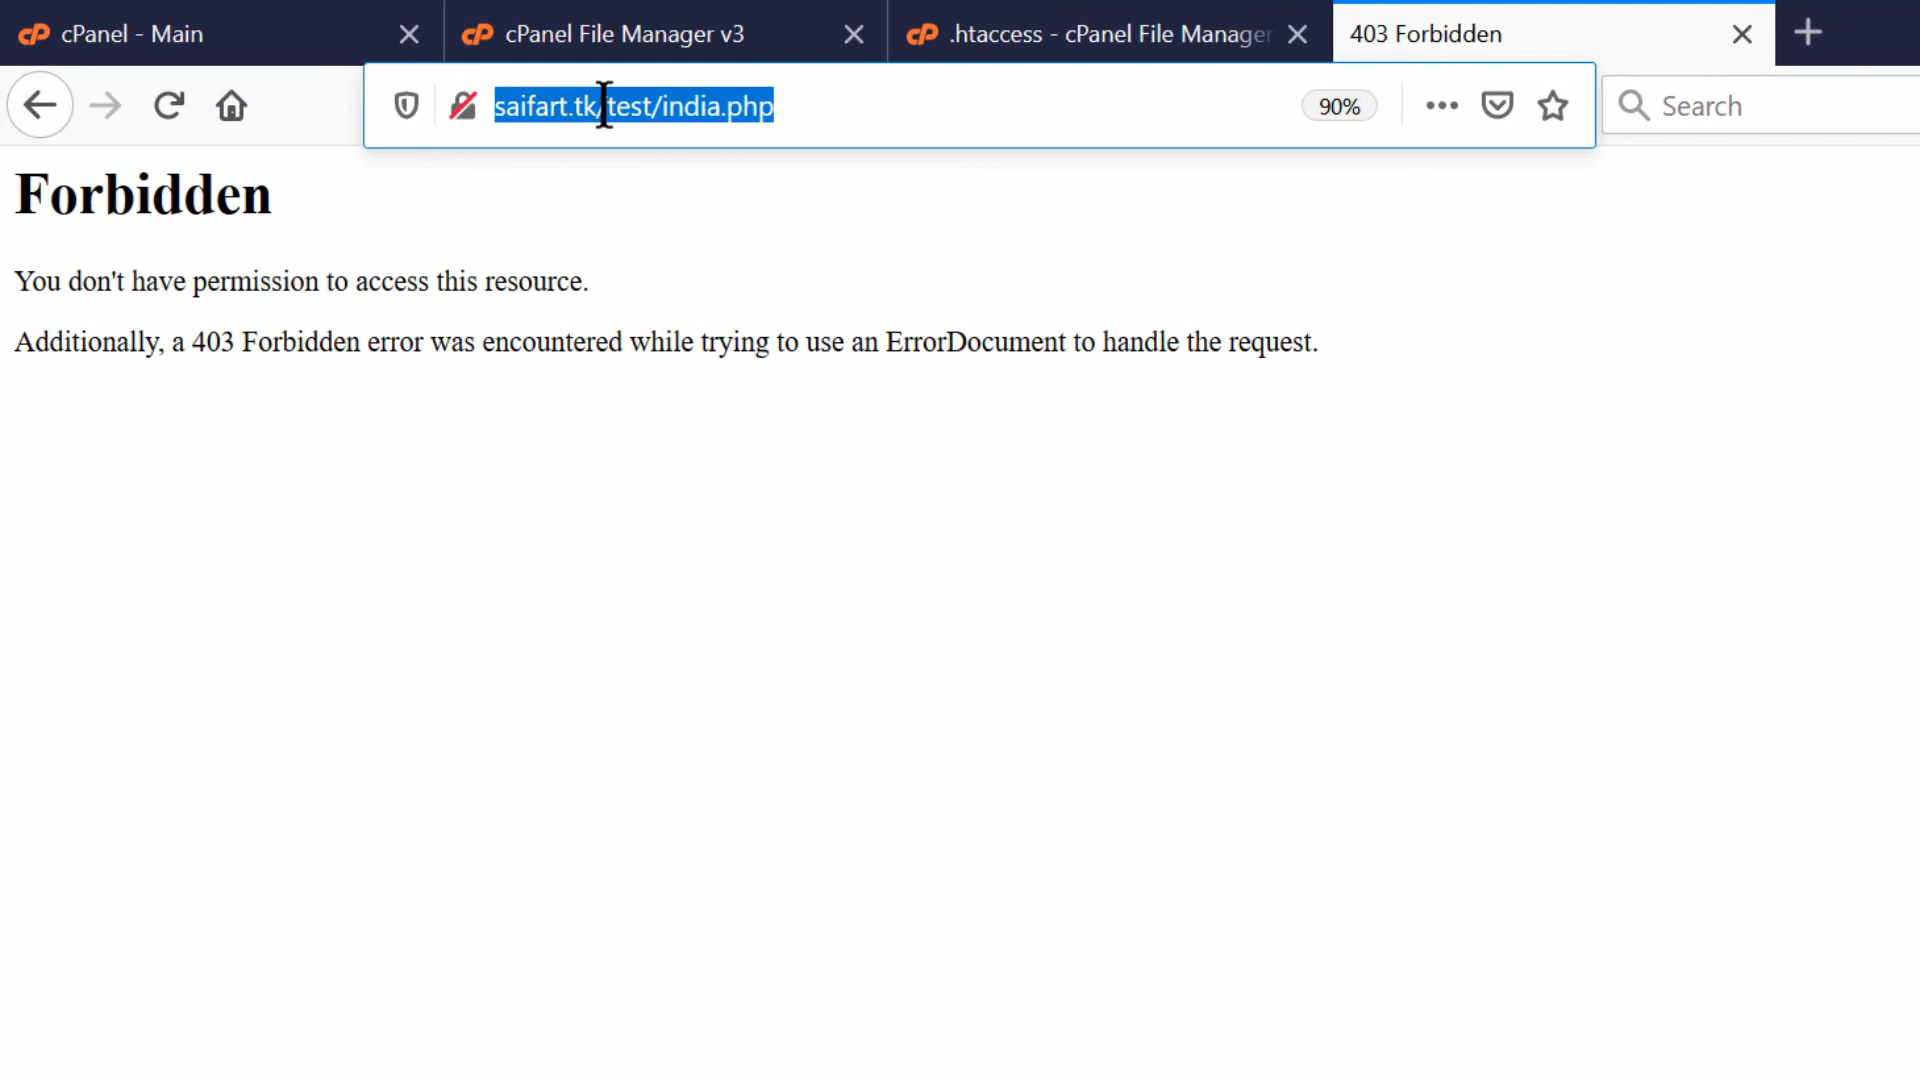 cPanel - Main
cPanel File Manager v3
.htaccess - cPanel File Manager
403 Forbidden
saifart.tk/test/india.php
90%
Search
Forbidden
You don't have permission to access this resource.
Additionally, a 403 Forbidden error was encountered while trying to use an ErrorDocument to handle the request.